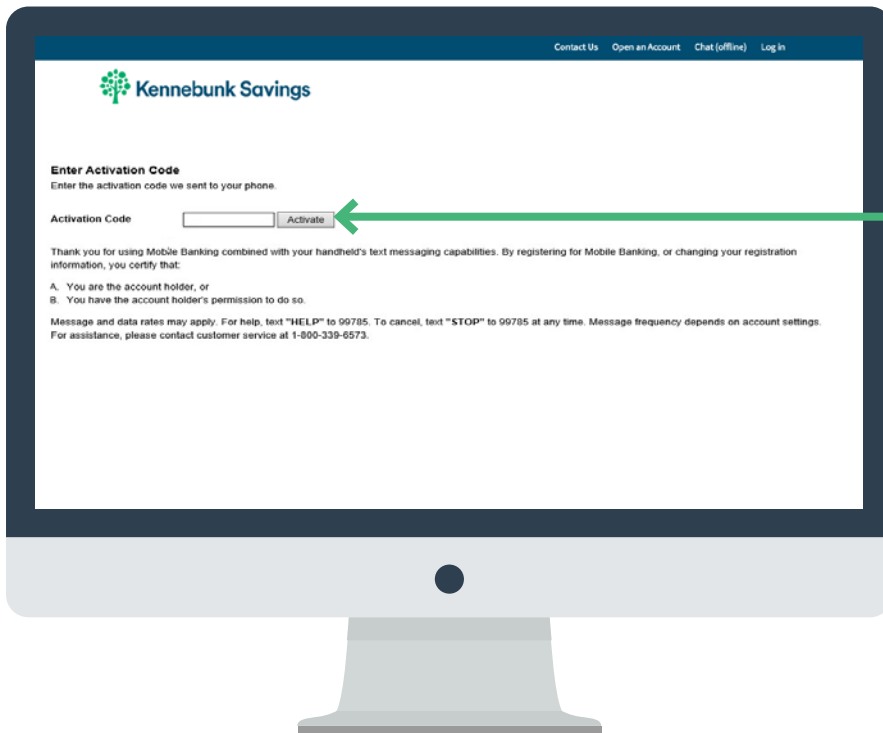 Contact Us Open an Account Chat (offline) Log in
Kennebunk Savings
Enter Activation Code
Enter the activation code we sent to your phone.
Activation Code Activate
Thank you for using Mobile Banking combined with your handheld's text messaging capabilities. By registering for Mobile Banking, or changing your registration
information, you certify that:
A. You are the account holder, or
B. You have the account holder's permission to do so.
Message and data rates may apply. For help, text "HELP" to 99785. To cancel, text "STOP" to 99785 at any time. Message frequency depends on account settings.
For assistance, please contact customer service at 1-800-339-6573.